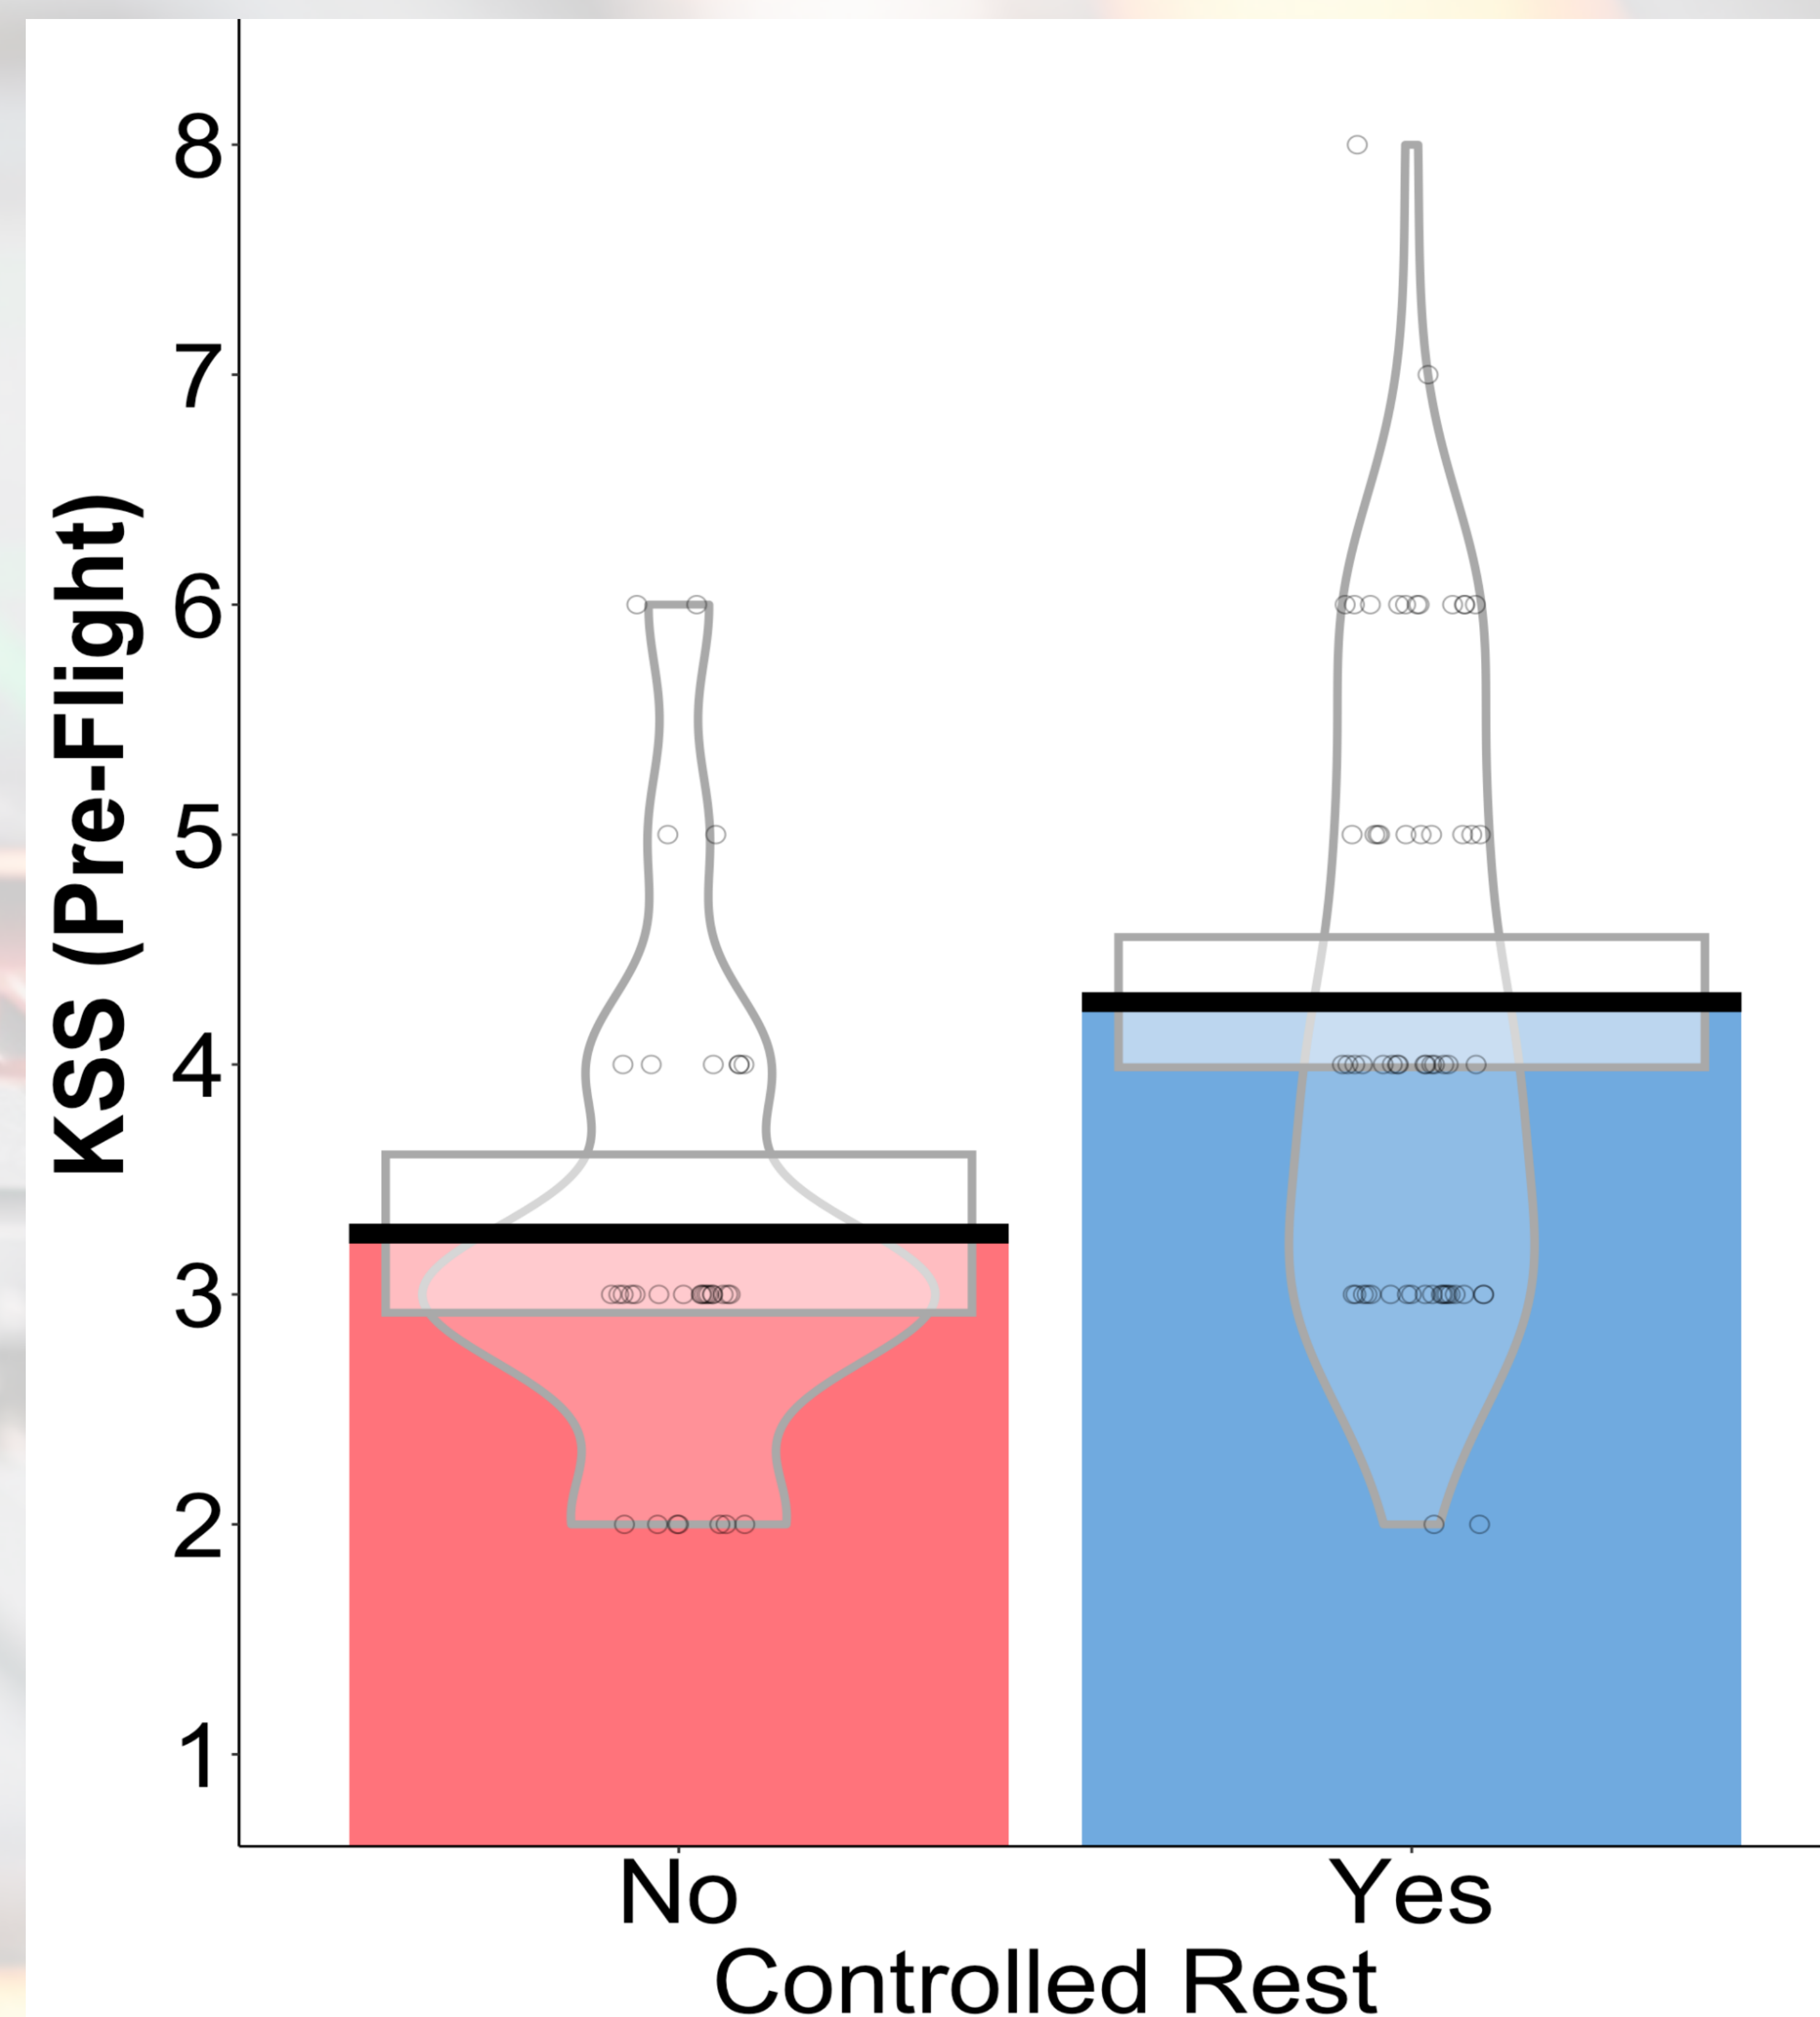 KSS (Pre-Flight)
8
7
6
5
4
3
2
1
No Yes
Controlled Rest